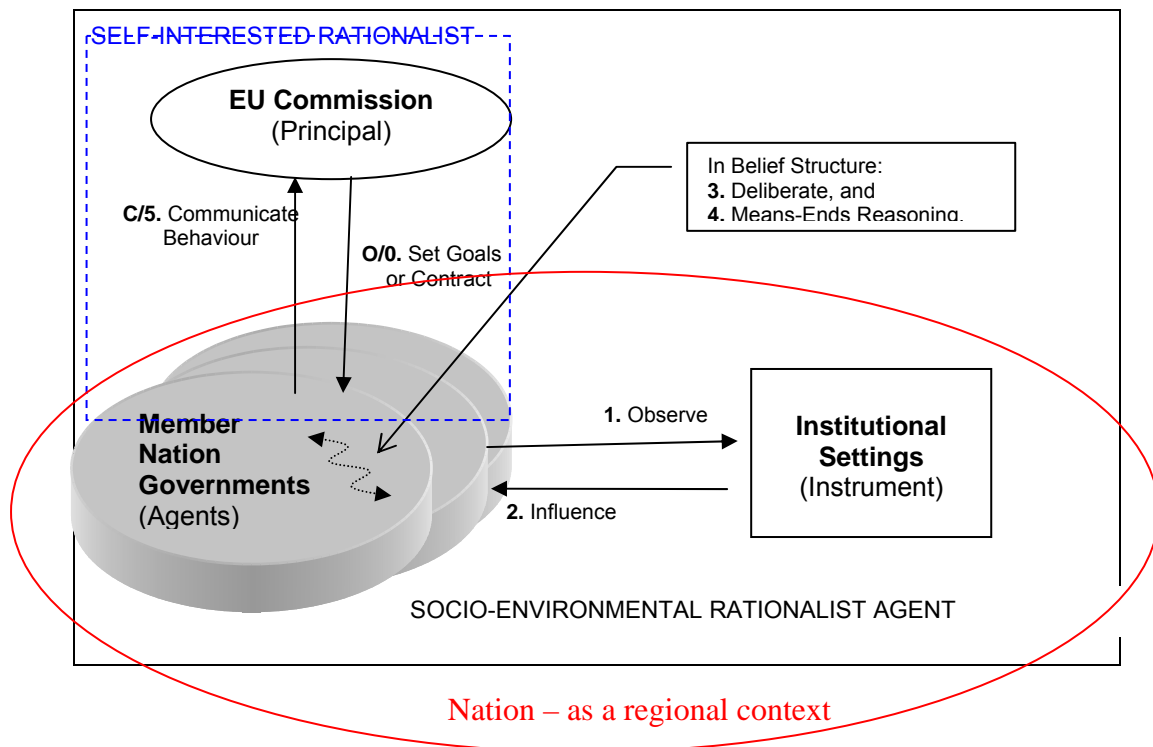 SELF-INTERESTED RATIONALIST
EU Commission
(Principal)
In Belief Structure:
3. Deliberate, and
4. Means-Ends Reasoning.
C/5. Communicate
Behaviour
O/0. Set Goals
or Contract
Member
Nation
Governments
(Agents)
1. Observe
2. Influence
Institutional
Settings
(Instrument)
SOCIO-ENVIRONMENTAL RATIONALIST AGENT
Nation – as a regional context